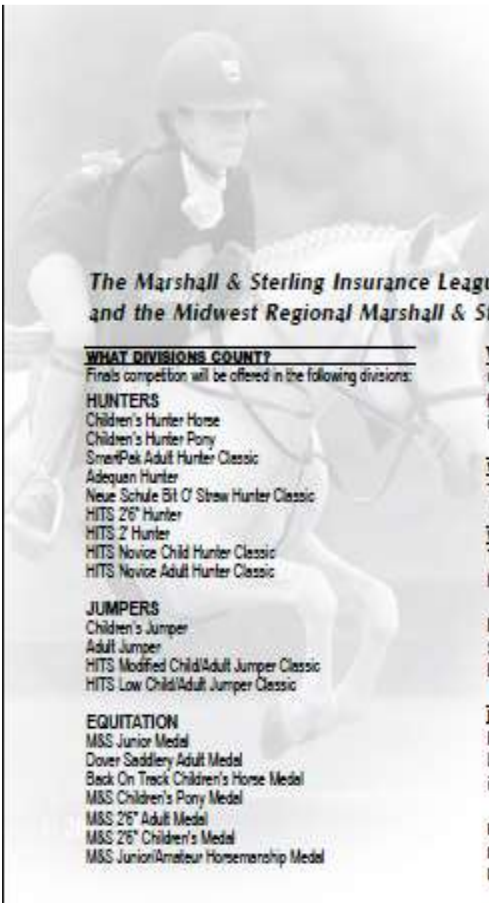 The Marshall & Sterling Insurance Leagu
and the Midwest Regional Marshall & St
WHAT DIVISIONS COUNT?
Finals competition will be offered in the following divisions:
HUNTERS
Children's Hunter Horse
Children's Hunter Pony
SmartPak Adult Hunter Classic
Adequan Hunter
Neue Schule Bit O' Straw Hunter Classic
HITS 2'6" Hunter
HITS 2' Hunter
HITS Novice Child Hunter Classic
HITS Novice Adult Hunter Classic
JUMPERS
Children's Jumper
Adult Jumper
HITS Modified Child/Adult Jumper Classic
HITS Low Child/Adult Jumper Classic
EQUITATION
M&S Junior Medal
Dover Saddlery Adult Medal
Back On Track Children's Horse Medal
M&S Children's Pony Medal
M&S 2'6" Adult Medal
M&S 2'6" Children's Medal
M&S Junior/Amateur Horsemanship Medal